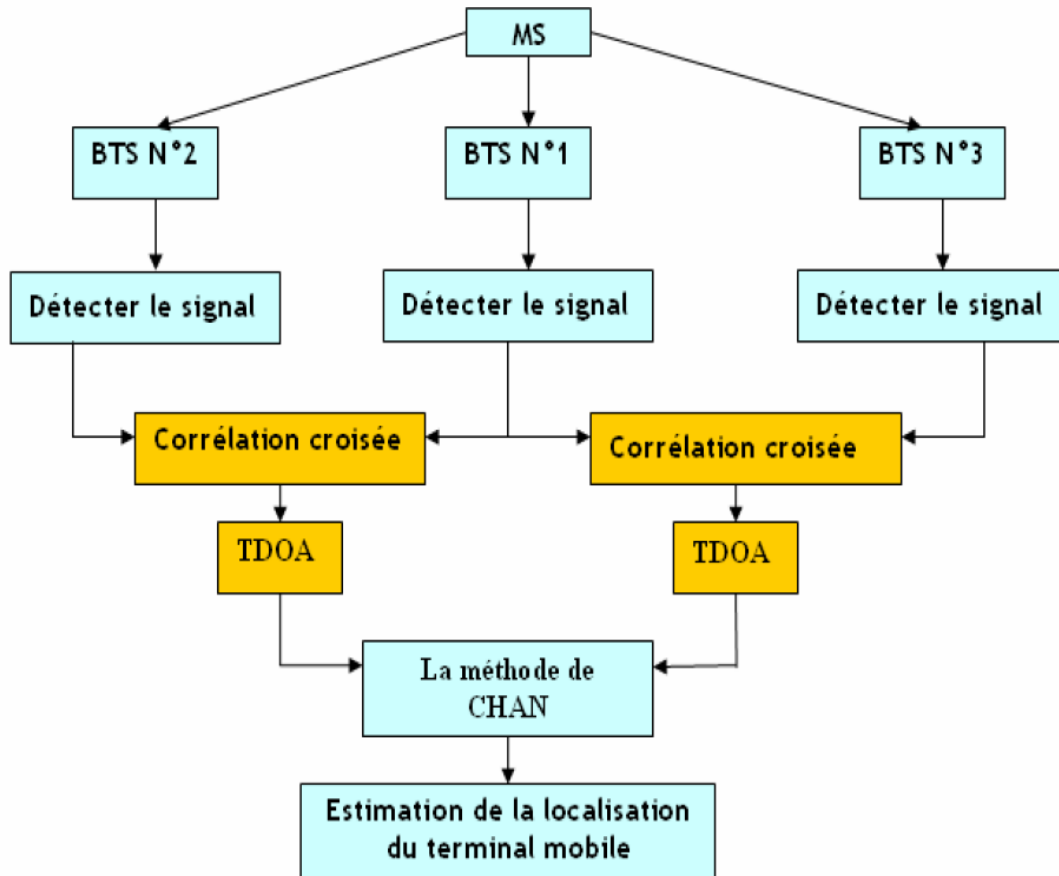 MS
BTS N°2
BTS N°1
BTS N°3
Détecter le signal
Détecter le signal
Détecter le signal
Corrélation croisée
Corrélation croisée
TDOA
TDOA
La méthode de
CHAN
Estimation de la localisation
du terminal mobile